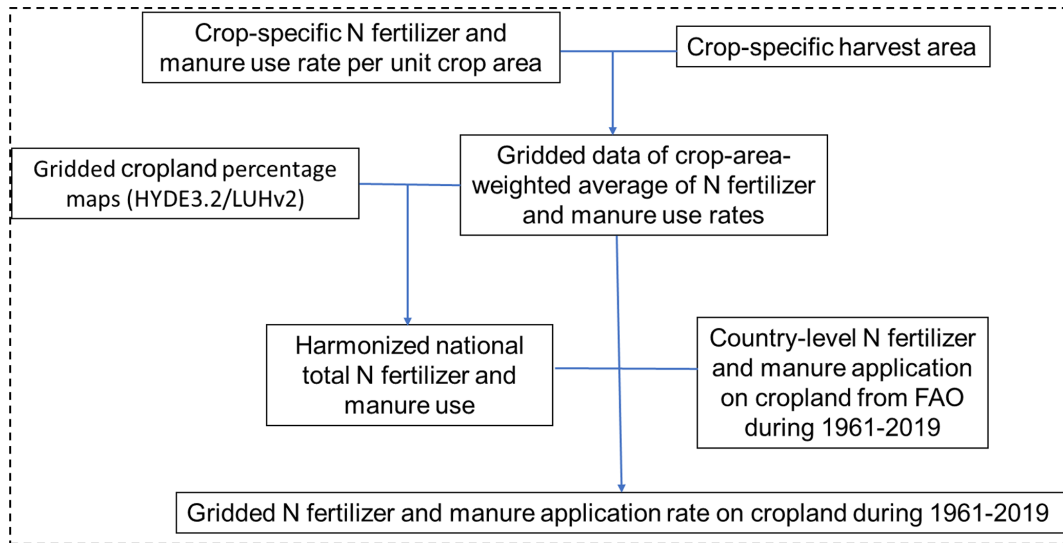 Crop-specific N fertilizer and
manure use rate per unit crop area
Crop-specific harvest area
Gridded cropland percentage
maps (HYDE3.2/LUHv2)
Gridded data of crop-area-
weighted average of N fertilizer
and manure use rates
Harmonized national
total N fertilizer and
manure use
Country-level N fertilizer
and manure application
on cropland from FAO
during 1961-2019
Gridded N fertilizer and manure application rate on cropland during 1961-2019